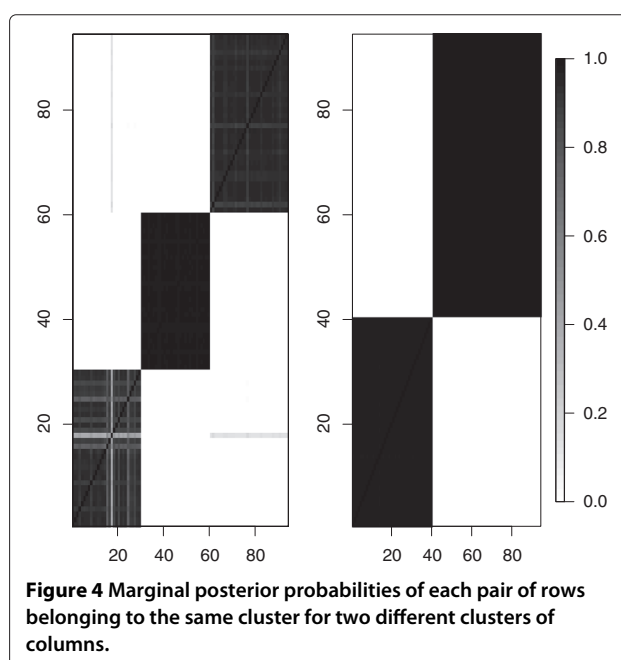 80
60
40
20
20 40 60 80
80
60
40
20
20 40 60 80
1.0
0.8
0.6
0.4
0.2
0.0
Figure 4 Marginal posterior probabilities of each pair of rows
belonging to the same cluster for two different clusters of
columns.